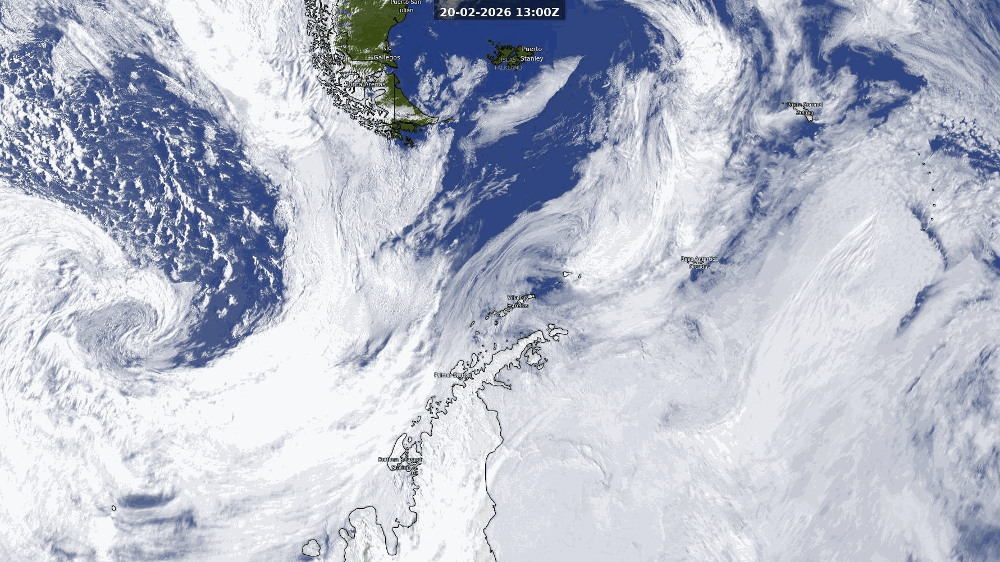 Puerto San
Julián
20-02-2026 13:00Z
Río
Gallegos
Puerto
Stanley
ISLAS
FALKLAND
Punta Arenas
Punta Coronel
Zelaya
Base Antartica
Orcadas
Villa Las
Estrellas
Palmer Station
Rothera Research
Station